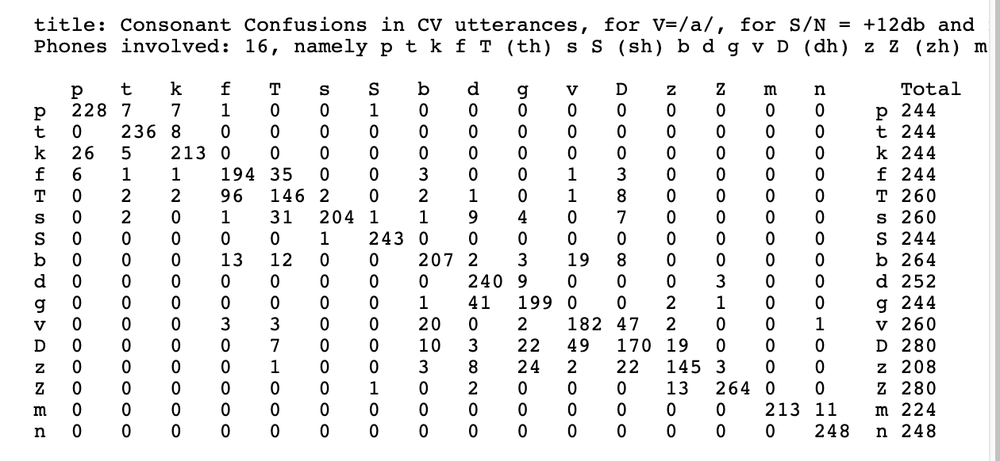 title: Consonant Confusions in CV utterances, for V=/a/, for S/N = +12db and
Phones involved: 16, namely p t k f T (th) s S (sh) b d g v D (dh) z Z (zh) m
p t k f T s S b d g v D z Z m n Total
p 228 7 7 1 0 0 1 0 0 0 0 0 0 0 0 0 p 244
t 0 236 8 0 0 0 0 0 0 0 0 0 0 0 0 0 t 244
k 26 5 213 0 0 0 0 0 0 0 0 0 0 0 0 0 k 244
f 6 1 1 194 35 0 0 3 0 0 1 3 0 0 0 0 f 244
T 0 2 2 96 146 2 0 2 1 0 1 8 0 0 0 0 T 260
s 0 2 0 1 31 204 1 1 9 4 0 7 0 0 0 0 s 260
S 0 0 0 0 0 1 243 0 0 0 0 0 0 0 0 0 S 244
b 0 0 0 13 12 0 0 207 2 3 19 8 0 0 0 0 b 264
d 0 0 0 0 0 0 0 0 240 9 0 0 0 3 0 0 d 252
g 0 0 0 0 0 0 0 1 41 199 0 0 2 1 0 0 g 244
v 0 0 0 3 3 0 0 20 0 2 182 47 2 0 0 1 v 260
D 0 0 0 0 7 0 0 10 3 22 49 170 19 0 0 0 D 280
z 0 0 0 0 1 0 0 3 8 24 2 22 145 3 0 0 z 208
Z 0 0 0 0 0 0 1 0 2 0 0 0 13 264 0 0 Z 280
m 0 0 0 0 0 0 0 0 0 0 0 0 0 0 213 11 m 224
n 0 0 0 0 0 0 0 0 0 0 0 0 0 0 0 248 n 248